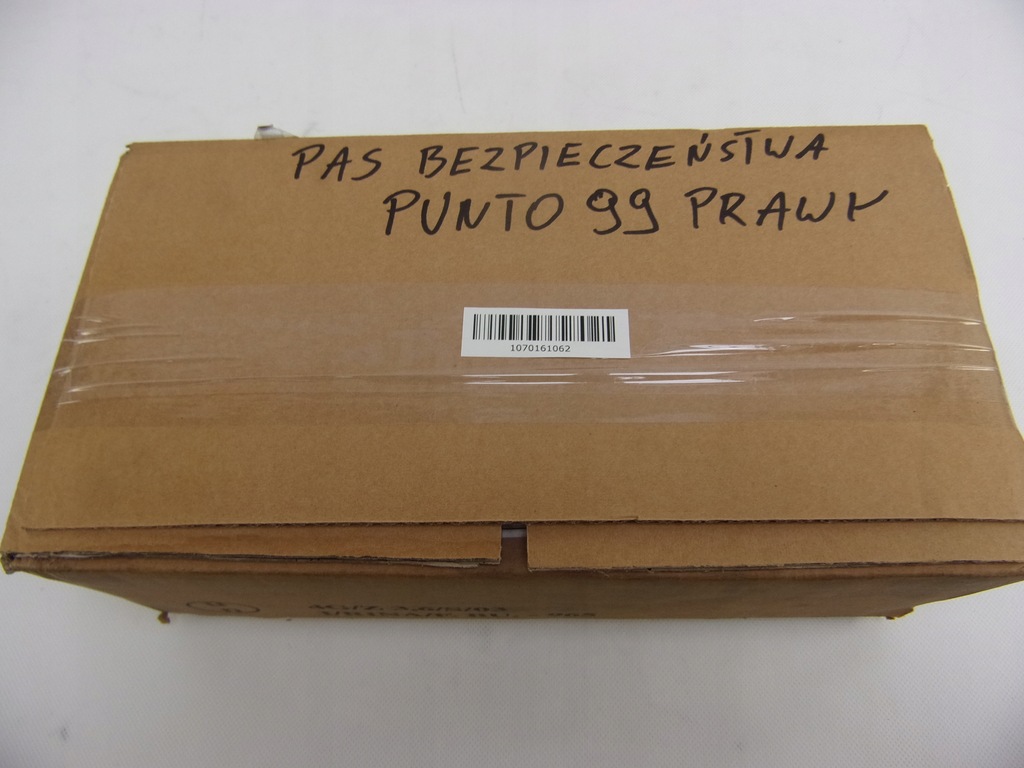 PAS BEZPIECZEŃSTWA
PUNTO 99 PRAWY
1070161062